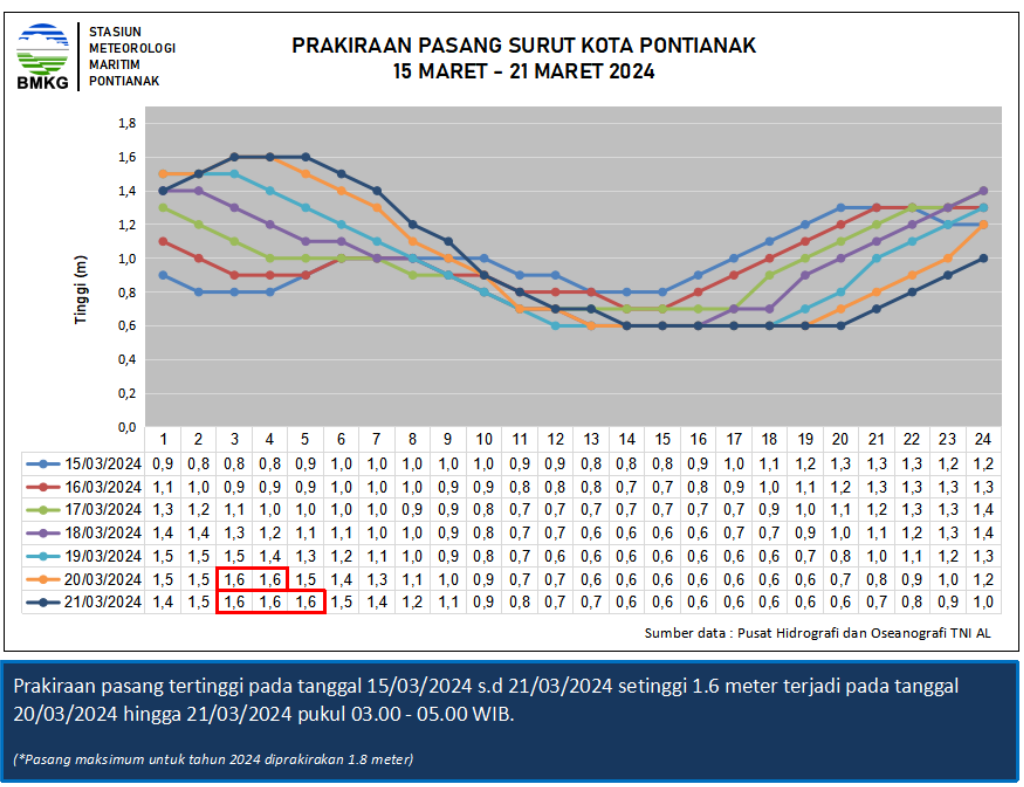 STASIUN
METEOROLOGI
MARITIM
PONTIANAK
BMKG
PRAKIRAAN PASANG SURUT KOTA PONTIANAK
15 MARET - 21 MARET 2024
Tinggi (m)
1,8
1,6
1,4
1,2
1,0
0,8
0,6
0,4
0,2
0,0
1 2 3 4 5 6 7 8 9 10 11 12 13 14 15 16 17 18 19 20 21 22 23 24
15/03/2024 0,9 0,8 0,8 0,8 0,9 1,0 1,0 1,0 1,0 1,0 0,9 0,9 0,8 0,8 0,8 0,9 1,0 1,1 1,2 1,3 1,3 1,3 1,2 1,2
16/03/2024 1,1 1,0 0,9 0,9 0,9 1,0 1,0 1,0 0,9 0,9 0,8 0,8 0,8 0,7 0,7 0,8 0,9 1,0 1,1 1,2 1,3 1,3 1,3 1,3
17/03/2024 1,3 1,2 1,1 1,0 1,0 1,0 1,0 0,9 0,9 0,8 0,7 0,7 0,7 0,7 0,7 0,7 0,7 0,9 1,0 1,1 1,2 1,3 1,3 1,4
18/03/2024 1,4 1,4 1,3 1,2 1,1 1,1 1,0 1,0 0,9 0,8 0,7 0,7 0,6 0,6 0,6 0,6 0,7 0,7 0,9 1,0 1,1 1,2 1,3 1,4
19/03/2024 1,5 1,5 1,5 1,4 1,3 1,2 1,1 1,0 0,9 0,8 0,7 0,6 0,6 0,6 0,6 0,6 0,6 0,6 0,7 0,8 1,0 1,1 1,2 1,3
20/03/2024 1,5 1,5 1,6 1,6 1,5 1,4 1,3 1,1 1,0 0,9 0,7 0,7 0,6 0,6 0,6 0,6 0,6 0,6 0,6 0,7 0,8 0,9 1,0 1,2
21/03/2024 1,4 1,5 1,6 1,6 1,6 1,5 1,4 1,2 1,1 0,9 0,8 0,7 0,7 0,6 0,6 0,6 0,6 0,6 0,6 0,6 0,7 0,8 0,9 1,0
Sumber data : Pusat Hidrografi dan Oseanografi TNI AL
Prakiraan pasang tertinggi pada tanggal 15/03/2024 s.d 21/03/2024 setinggi 1.6 meter terjadi pada tanggal
20/03/2024 hingga 21/03/2024 pukul 03.00 - 05.00 WIB.
(*Pasang maksimum untuk tahun 2024 diprakirakan 1.8 meter)